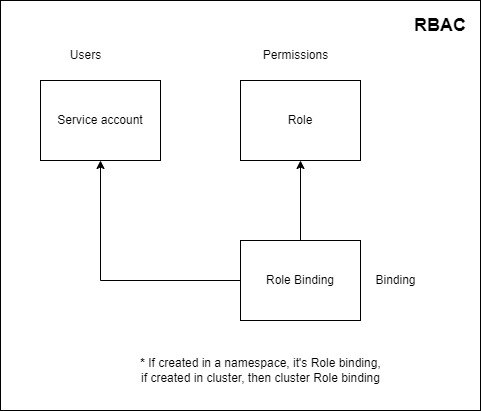 RBAC
Users
Permissions
Service account
Role
Role Binding
Binding
* If created in a namespace, it's Role binding,
if created in cluster, then cluster Role binding